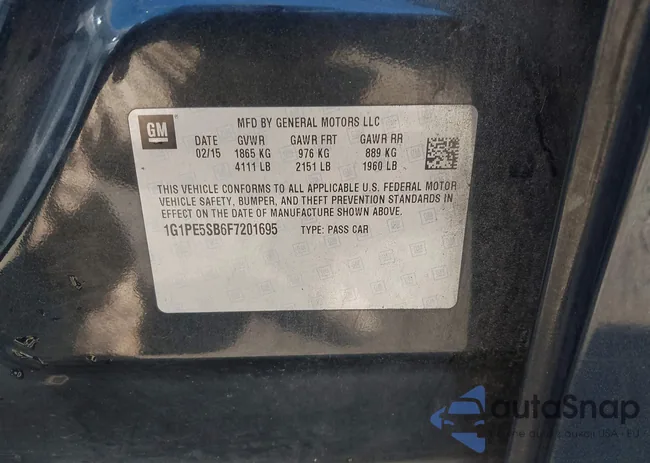 GM
MFD BY GENERAL MOTORS LLC
DATE GVWR GAWR FRT GAWR RR
02/15 1865 KG 976 KG 889 KG
4111 LB 2151 LB 1960 LB
THIS VEHICLE CONFORMS TO ALL APPLICABLE U.S. FEDERAL MOTOR
VEHICLE SAFETY, BUMPER, AND THEFT PREVENTION STANDARDS IN
EFFECT ON THE DATE OF MANUFACTURE SHOWN ABOVE.
1G1PE5SB6F7201695 TYPE: PASS CAR
autoSnap
USA - EU